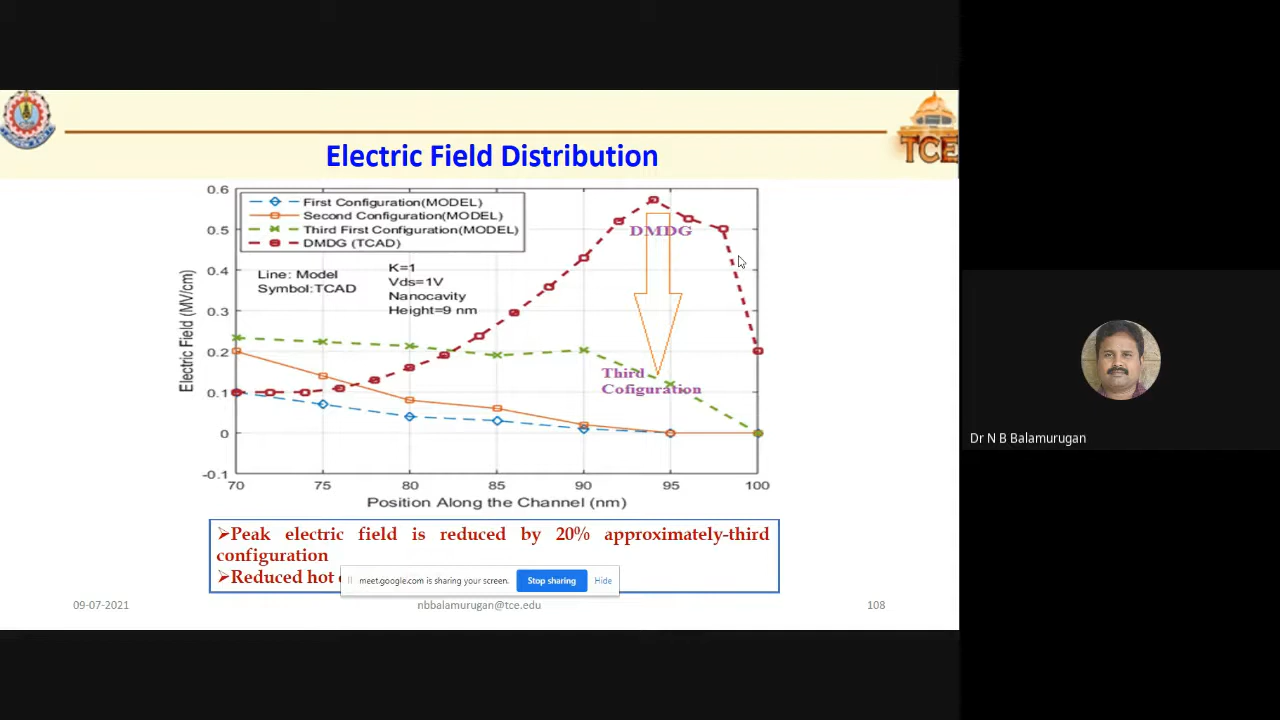 TCE
Electric Field Distribution
First Configuration(MODEL)
Second Configuration(MODEL)
Third First Configuration(MODEL)
DMDG (TCAD)
Line: Model
Symbol:TCAD
K=1
Vds=1V
Nanocavity
Height=9 nm
DMDG
Third
Cofiguration
Electric Field (MV/cm)
0.6
0.5
0.4
0.3
0.2
0.1
0
-0.1
70 75 80 85 90 95 100
Position Along the Channel (nm)
➢Peak electric field is reduced by 20% approximately-third
configuration
➢Reduced hot
meet.google.com is sharing your screen.
Stop sharing
Hide
09-07-2021
nbbalamurugan@tce.edu
108
Dr N B Balamurugan